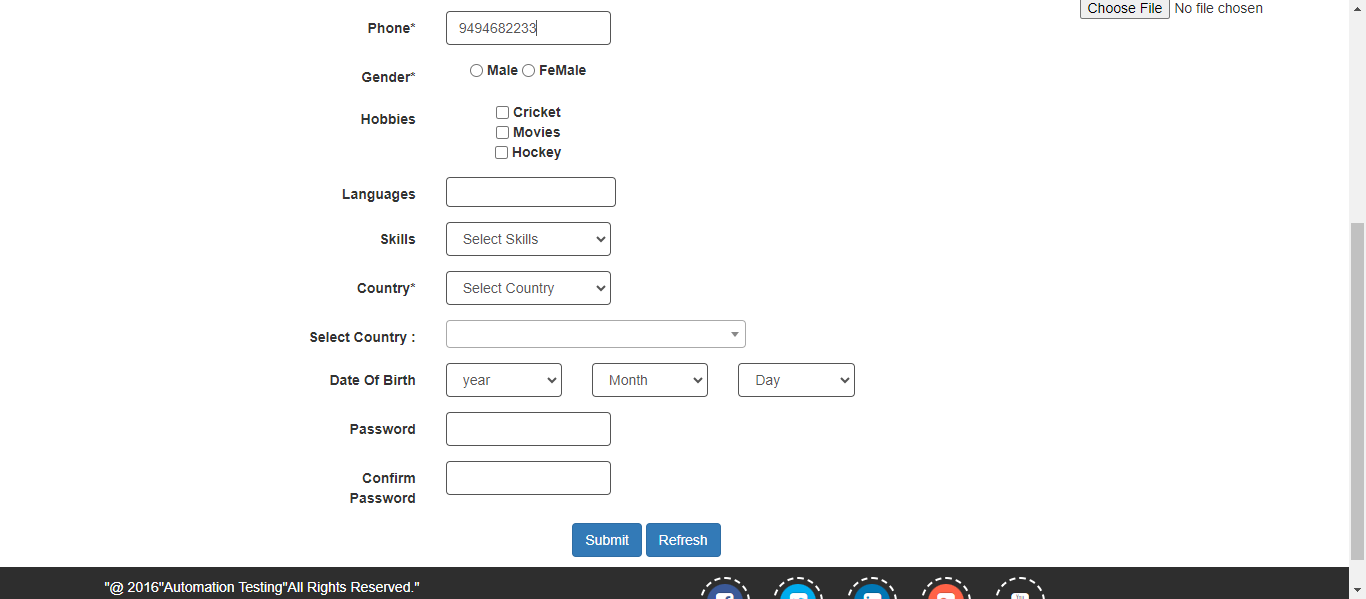 Choose File No file chosen
Phone* 9494682233
Gender* Male FeMale
Hobbies Cricket
Movies
Hockey
Languages
Skills Select Skills
Country* Select Country
Select Country :
Date Of Birth year Month Day
Password
Confirm
Password
Submit Refresh
"@ 2016"Automation Testing"All Rights Reserved."